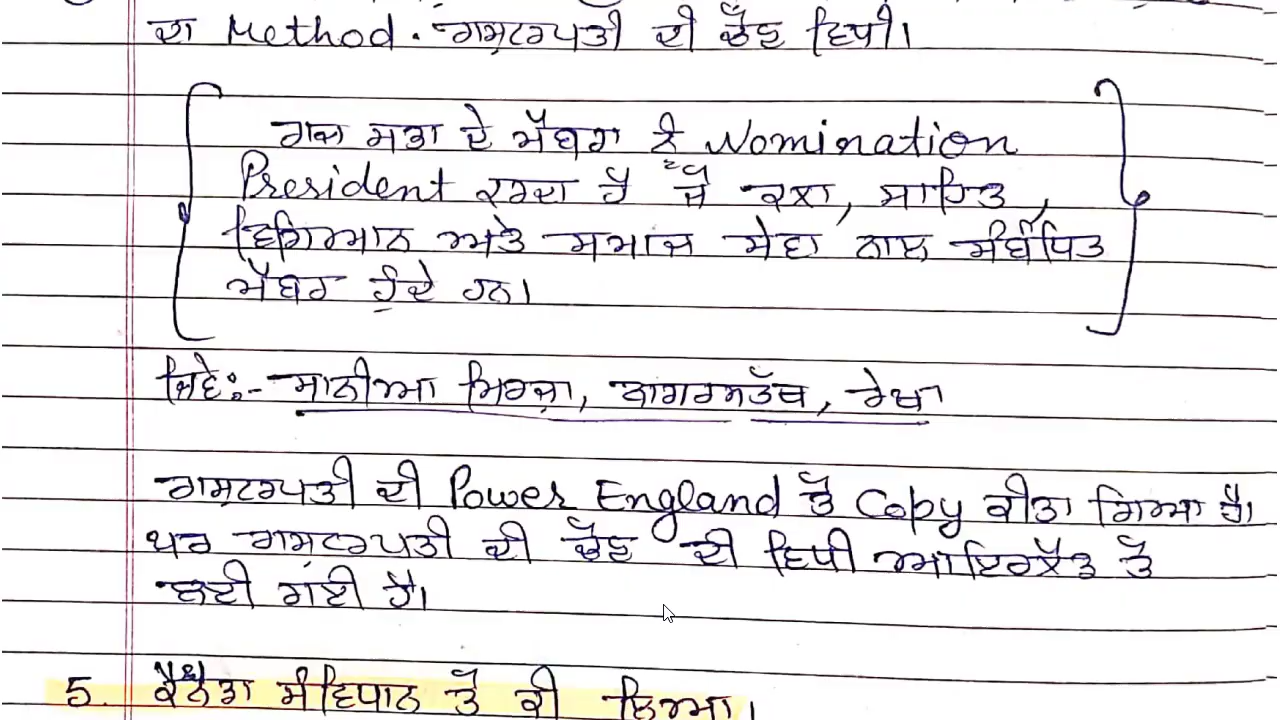 ਦਾ Method. ਰਾਸ਼ਟਰਪਤੀ ਦੀ ਚੋਣ ਵਿਧੀ।
ਰਾਜ ਸਭਾ ਦੇ ਮੈਂਬਰਾਂ ਨੂੰ Nomination
President ਕਰਦਾ ਹੈ ਜੋ ਕਲਾ, ਸਾਹਿਤ,
ਵਿਗਿਆਨ ਅਤੇ ਸਮਾਜ ਸੇਵਾ ਨਾਲ ਸੰਬੰਧਿਤ
ਮੈਂਬਰ ਹੁੰਦੇ ਹਨ।
ਜਿਵੇਂ:- ਸਾਨੀਆ ਮਿਰਜ਼ਾ, ਰੇਖਾ
ਰਾਸ਼ਟਰਪਤੀ ਦੀ Power England ਤੋਂ Copy ਕੀਤਾ ਗਿਆ ਹੈ।
ਪਰ ਰਾਸ਼ਟਰਪਤੀ ਦੀ ਚੋਣ ਦੀ ਵਿਧੀ ਆਇਰਲੈਂਡ ਤੋਂ
ਲਈ ਗਈ ਹੈ।
5. ਕੈਨੇਡਾ ਸੰਵਿਧਾਨ ਤੋਂ ਕੀ ਲਿਆ।